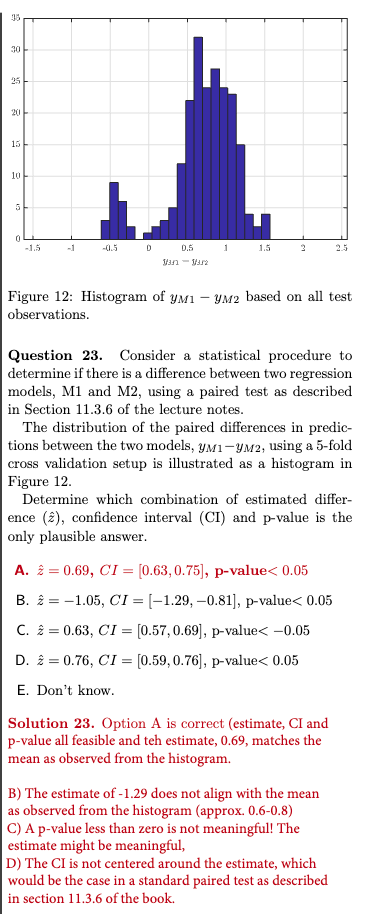 35
30
25
20
15
10
5
0
-1.5 -1 -0.5 0 0.5 1 1.5 2 2.5
y_{M1} − y_{M2}
Figure 12: Histogram of y_{M1} − y_{M2} based on all test
observations.
Question 23. Consider a statistical procedure to
determine if there is a difference between two regression
models, M1 and M2, using a paired test as described
in Section 11.3.6 of the lecture notes.
The distribution of the paired differences in predic-
tions between the two models, y_{M1}−y_{M2}, using a 5-fold
cross validation setup is illustrated as a histogram in
Figure 12.
Determine which combination of estimated differ-
ence (ẑ), confidence interval (CI) and p-value is the
only plausible answer.
A. ẑ = 0.69, CI = [0.63, 0.75], p-value< 0.05
B. ẑ = −1.05, CI = [−1.29, −0.81], p-value< 0.05
C. ẑ = 0.63, CI = [0.57, 0.69], p-value< −0.05
D. ẑ = 0.76, CI = [0.59, 0.76], p-value< 0.05
E. Don't know.
Solution 23. Option A is correct (estimate, CI and
p-value all feasible and teh estimate, 0.69, matches the
mean as observed from the histogram.
B) The estimate of -1.29 does not align with the mean
as observed from the histogram (approx. 0.6-0.8)
C) A p-value less than zero is not meaningful! The
estimate might be meaningful,
D) The CI is not centered around the estimate, which
would be the case in a standard paired test as described
in section 11.3.6 of the book.